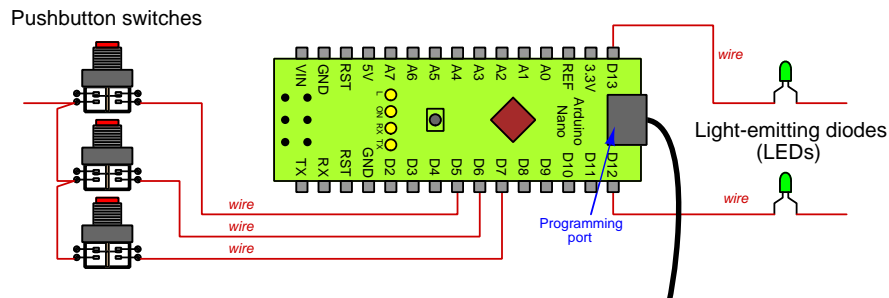 Pushbutton switches
VIN
GND
RST
5V
A7
A6
A5
A4
A3
A2
A1
A0
REF
3.3V
D13
L
ON
RX
TX
Arduino
Nano
TX
RX
RST
GND
D2
D3
D4
D5
D6
D7
D8
D9
D10
D11
D12
wire
Light-emitting diodes
(LEDs)
wire
wire
wire
wire
Programming
port